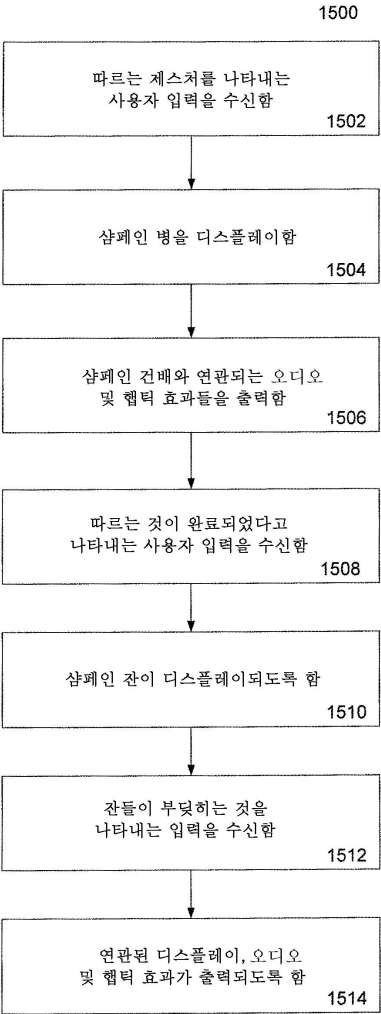 1500
따르는 제스처를 나타내는
사용자 입력을 수신함
1502
샴페인 병을 디스플레이함
1504
샴페인 건배와 연관되는 오디오
및 햅틱 효과들을 출력함
1506
따르는 것이 완료되었다고
나타내는 사용자 입력을 수신함
1508
샴페인 잔이 디스플레이되도록 함
1510
잔들이 부딪히는 것을
나타내는 입력을 수신함
1512
연관된 디스플레이, 오디오
및 햅틱 효과가 출력되도록 함
1514